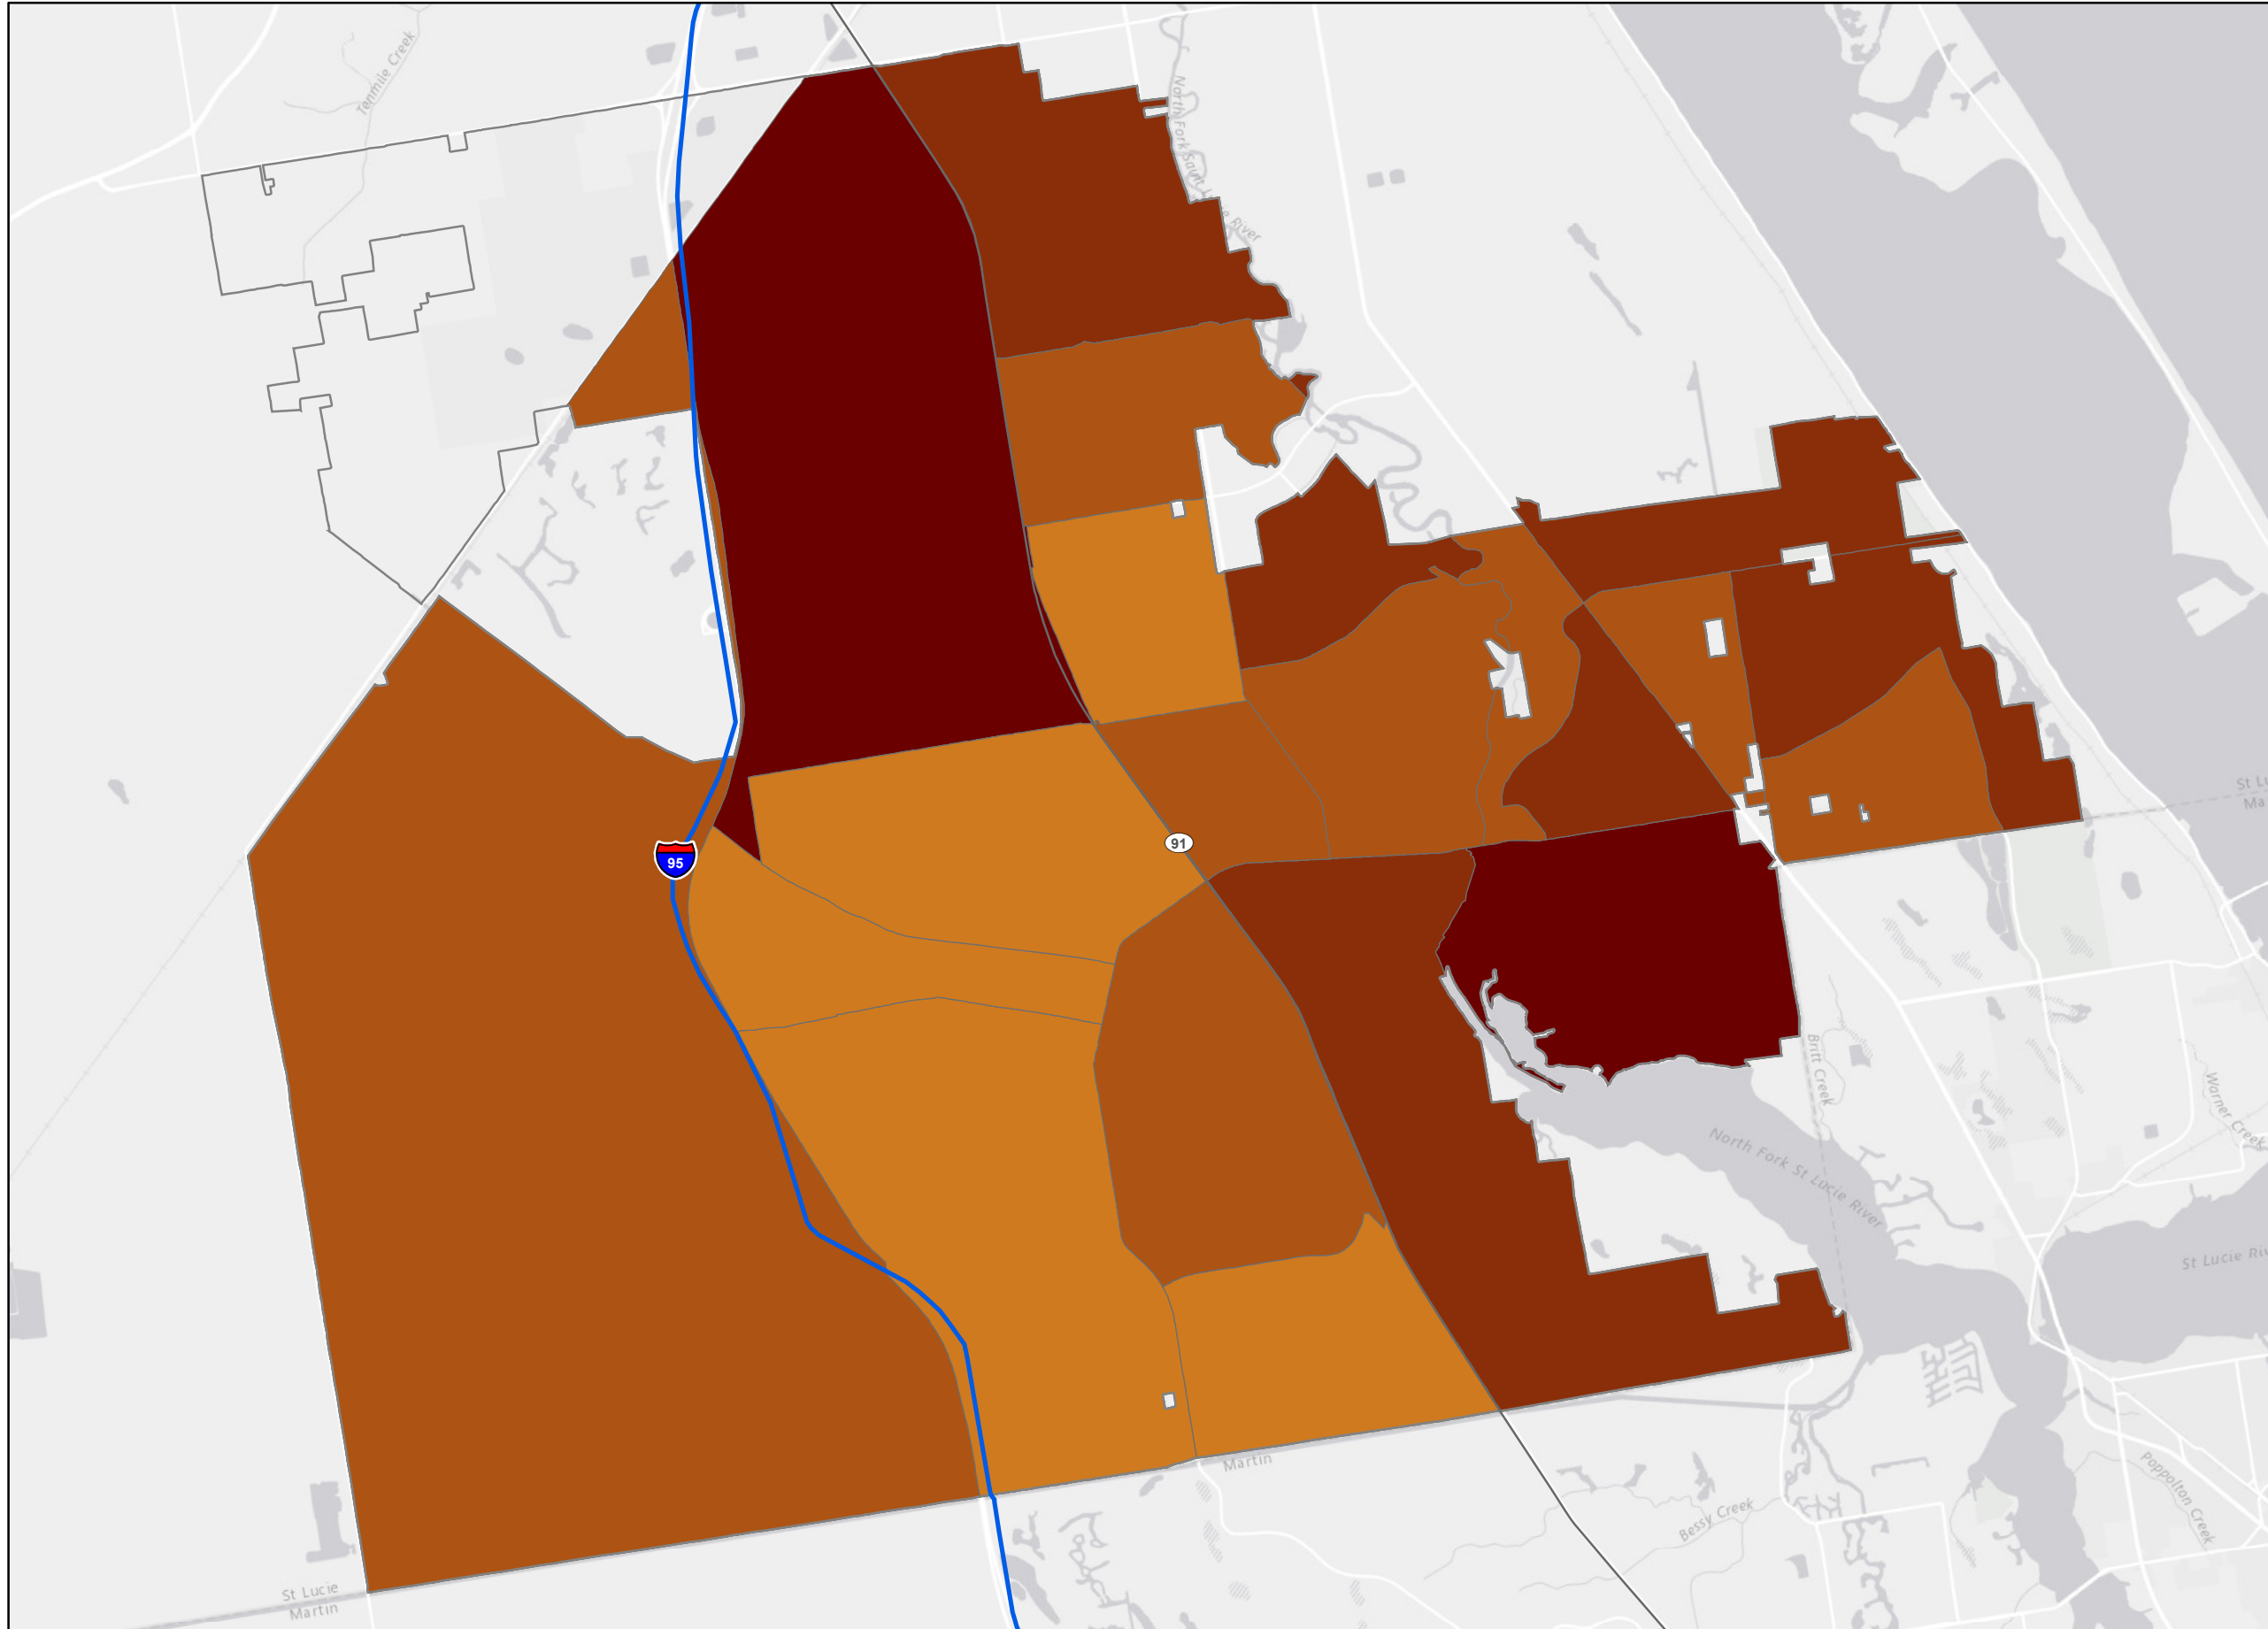 Tenmile Creek
North Fork Saint Lucie River
St Lu
Ma
91
95
Britt Creek
Warner Creek
North Fork St Lucie River
St Lucie Riv
Martin
Poppolton Creek
Bessy Creek
St Lucie
Martin